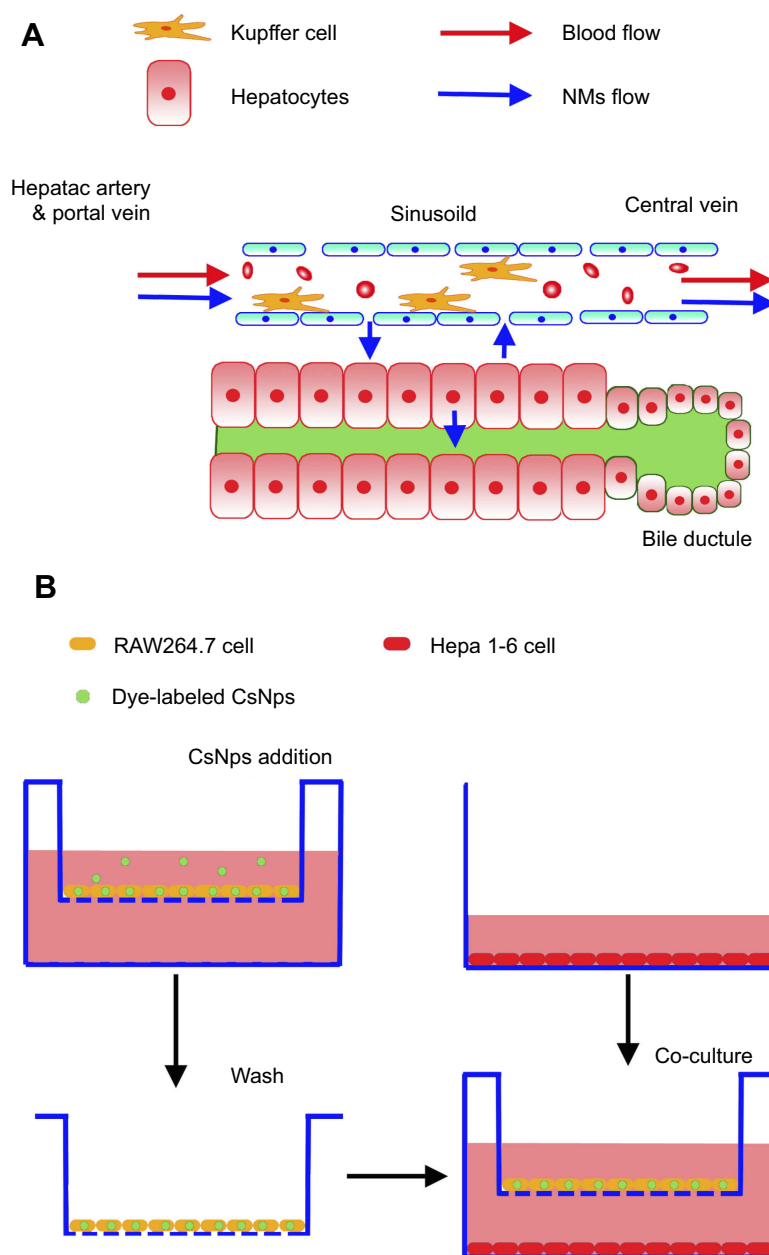 A
Kupffer cell
Blood flow
Hepatocytes
NMs flow
Hepatac artery
& portal vein
Sinusoild
Central vein
Bile ductule
B
RAW264.7 cell
Hepa 1-6 cell
Dye-labeled CsNps
CsNps addition
Wash
Co-culture